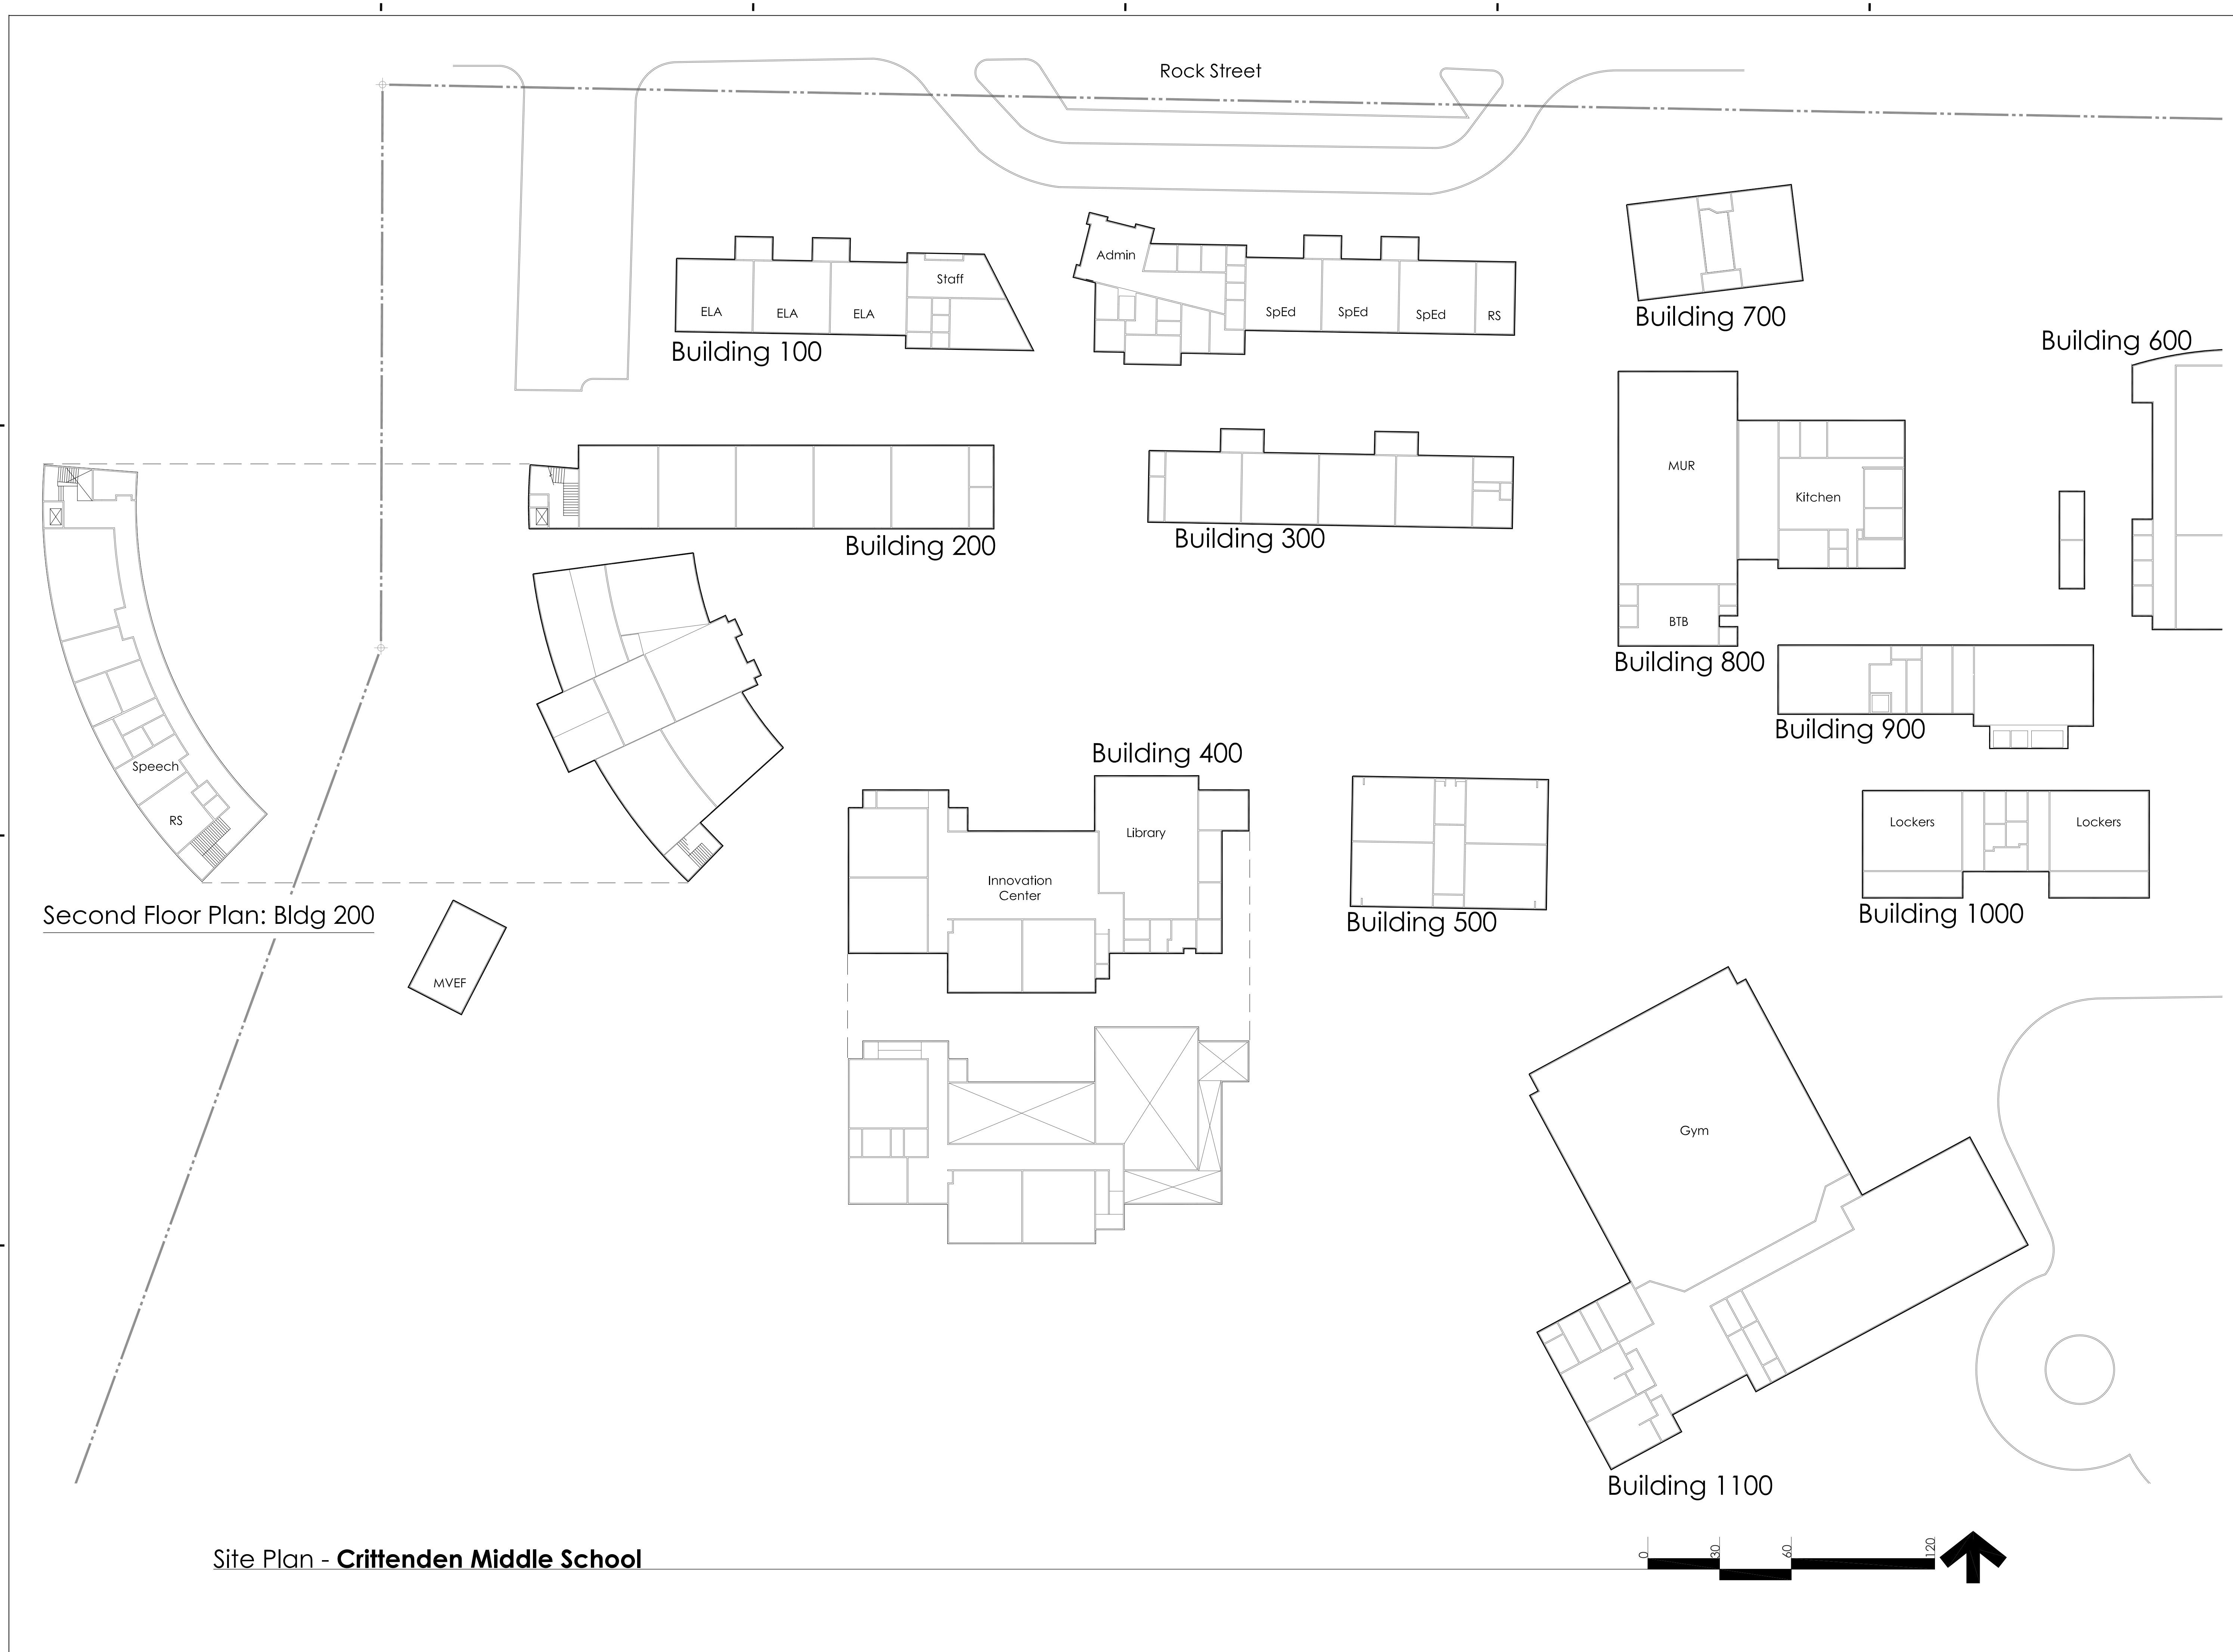 Rock Street
Admin
Staff
ELA
ELA
ELA
SpEd
SpEd
SpEd
RS
Building 100
Building 700
Building 600
MUR
Kitchen
Building 200
Building 300
BTB
Building 800
Building 900
Building 400
Speech
RS
Library
Innovation
Center
Lockers
Lockers
Second Floor Plan: Bldg 200
Building 500
Building 1000
MVEF
Gym
Building 1100
Site Plan - Crittenden Middle School
0
30
60
120